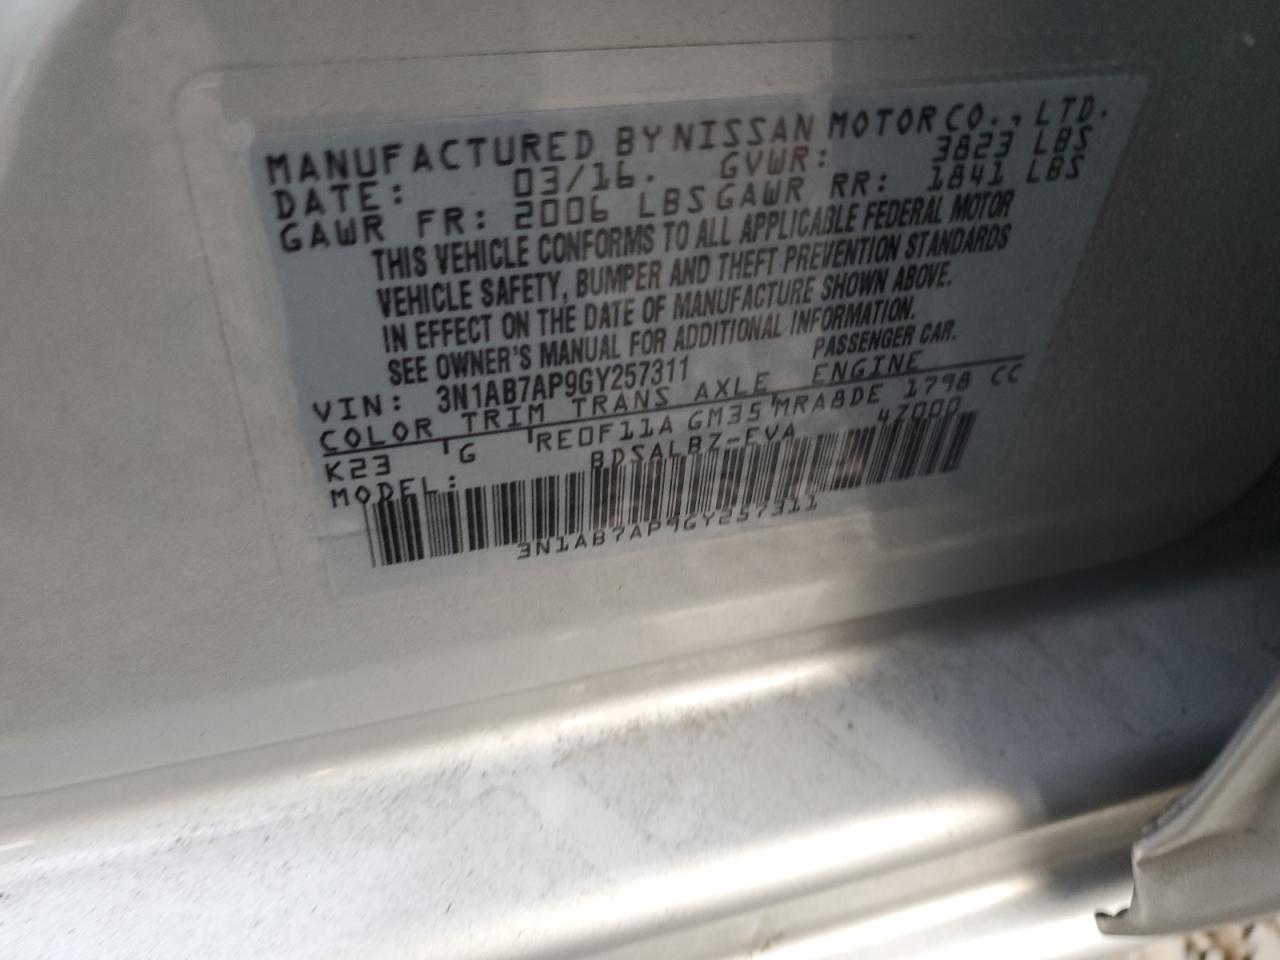 MANUFACTURED BY NISSAN MOTOR CO., LTD.
DATE: 03/16. GVWR: 3823 LBS
GAWR FR: 2006 LBS GAWR RR: 1841 LBS
THIS VEHICLE CONFORMS TO ALL APPLICABLE FEDERAL MOTOR
VEHICLE SAFETY, BUMPER AND THEFT PREVENTION STANDARDS
IN EFFECT ON THE DATE OF MANUFACTURE SHOWN ABOVE.
SEE OWNER'S MANUAL FOR ADDITIONAL INFORMATION.
VIN: 3N1AB7AP9GY257311 PASSENGER CAR.
COLOR TRIM TRANS AXLE ENGINE
K23 G RE0F11A GM35 MRA8DE 1798 CC
MODEL: BDSALBZ-EVA 47000
3N1AB7AP9GY257311